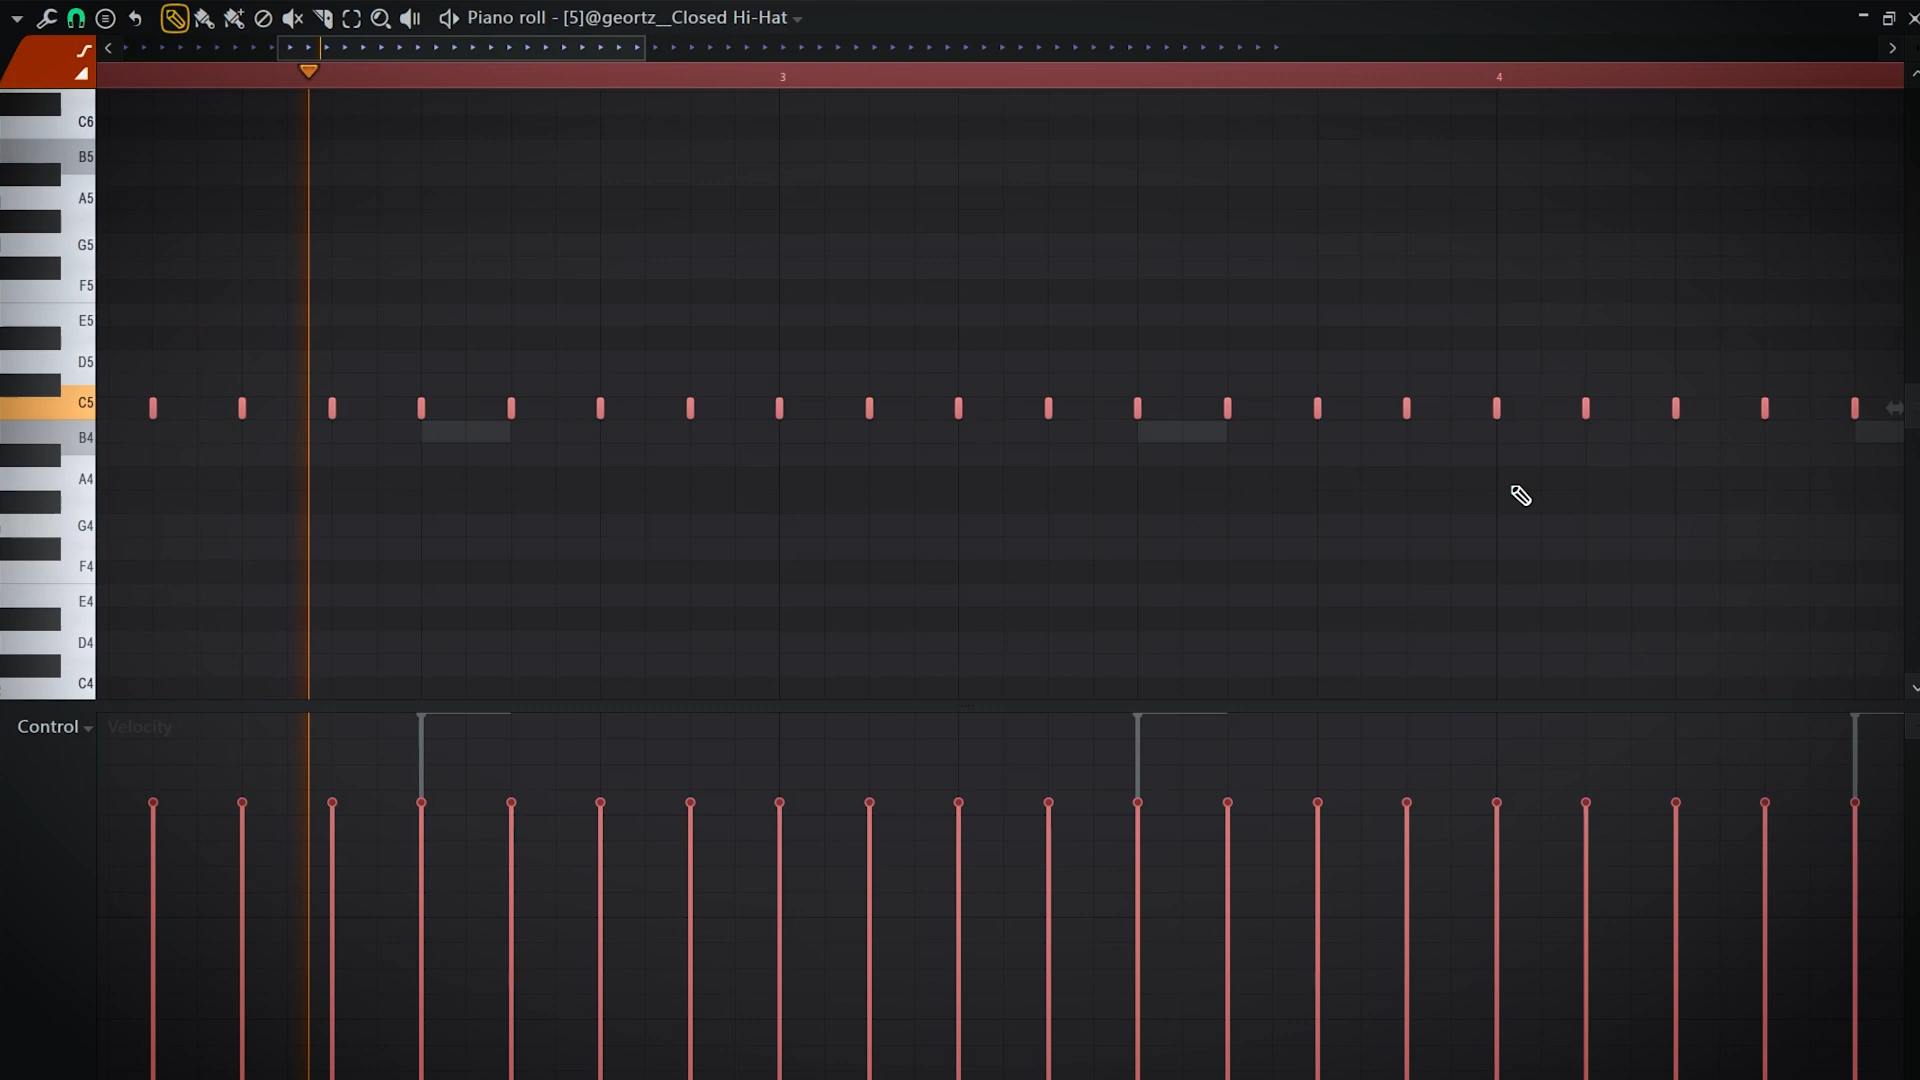 Piano roll - [5]@geortz__Closed Hi-Hat
3
4
C6
B5
A5
G5
F5
E5
D5
C5
B4
A4
G4
F4
E4
D4
C4
Control
Velocity